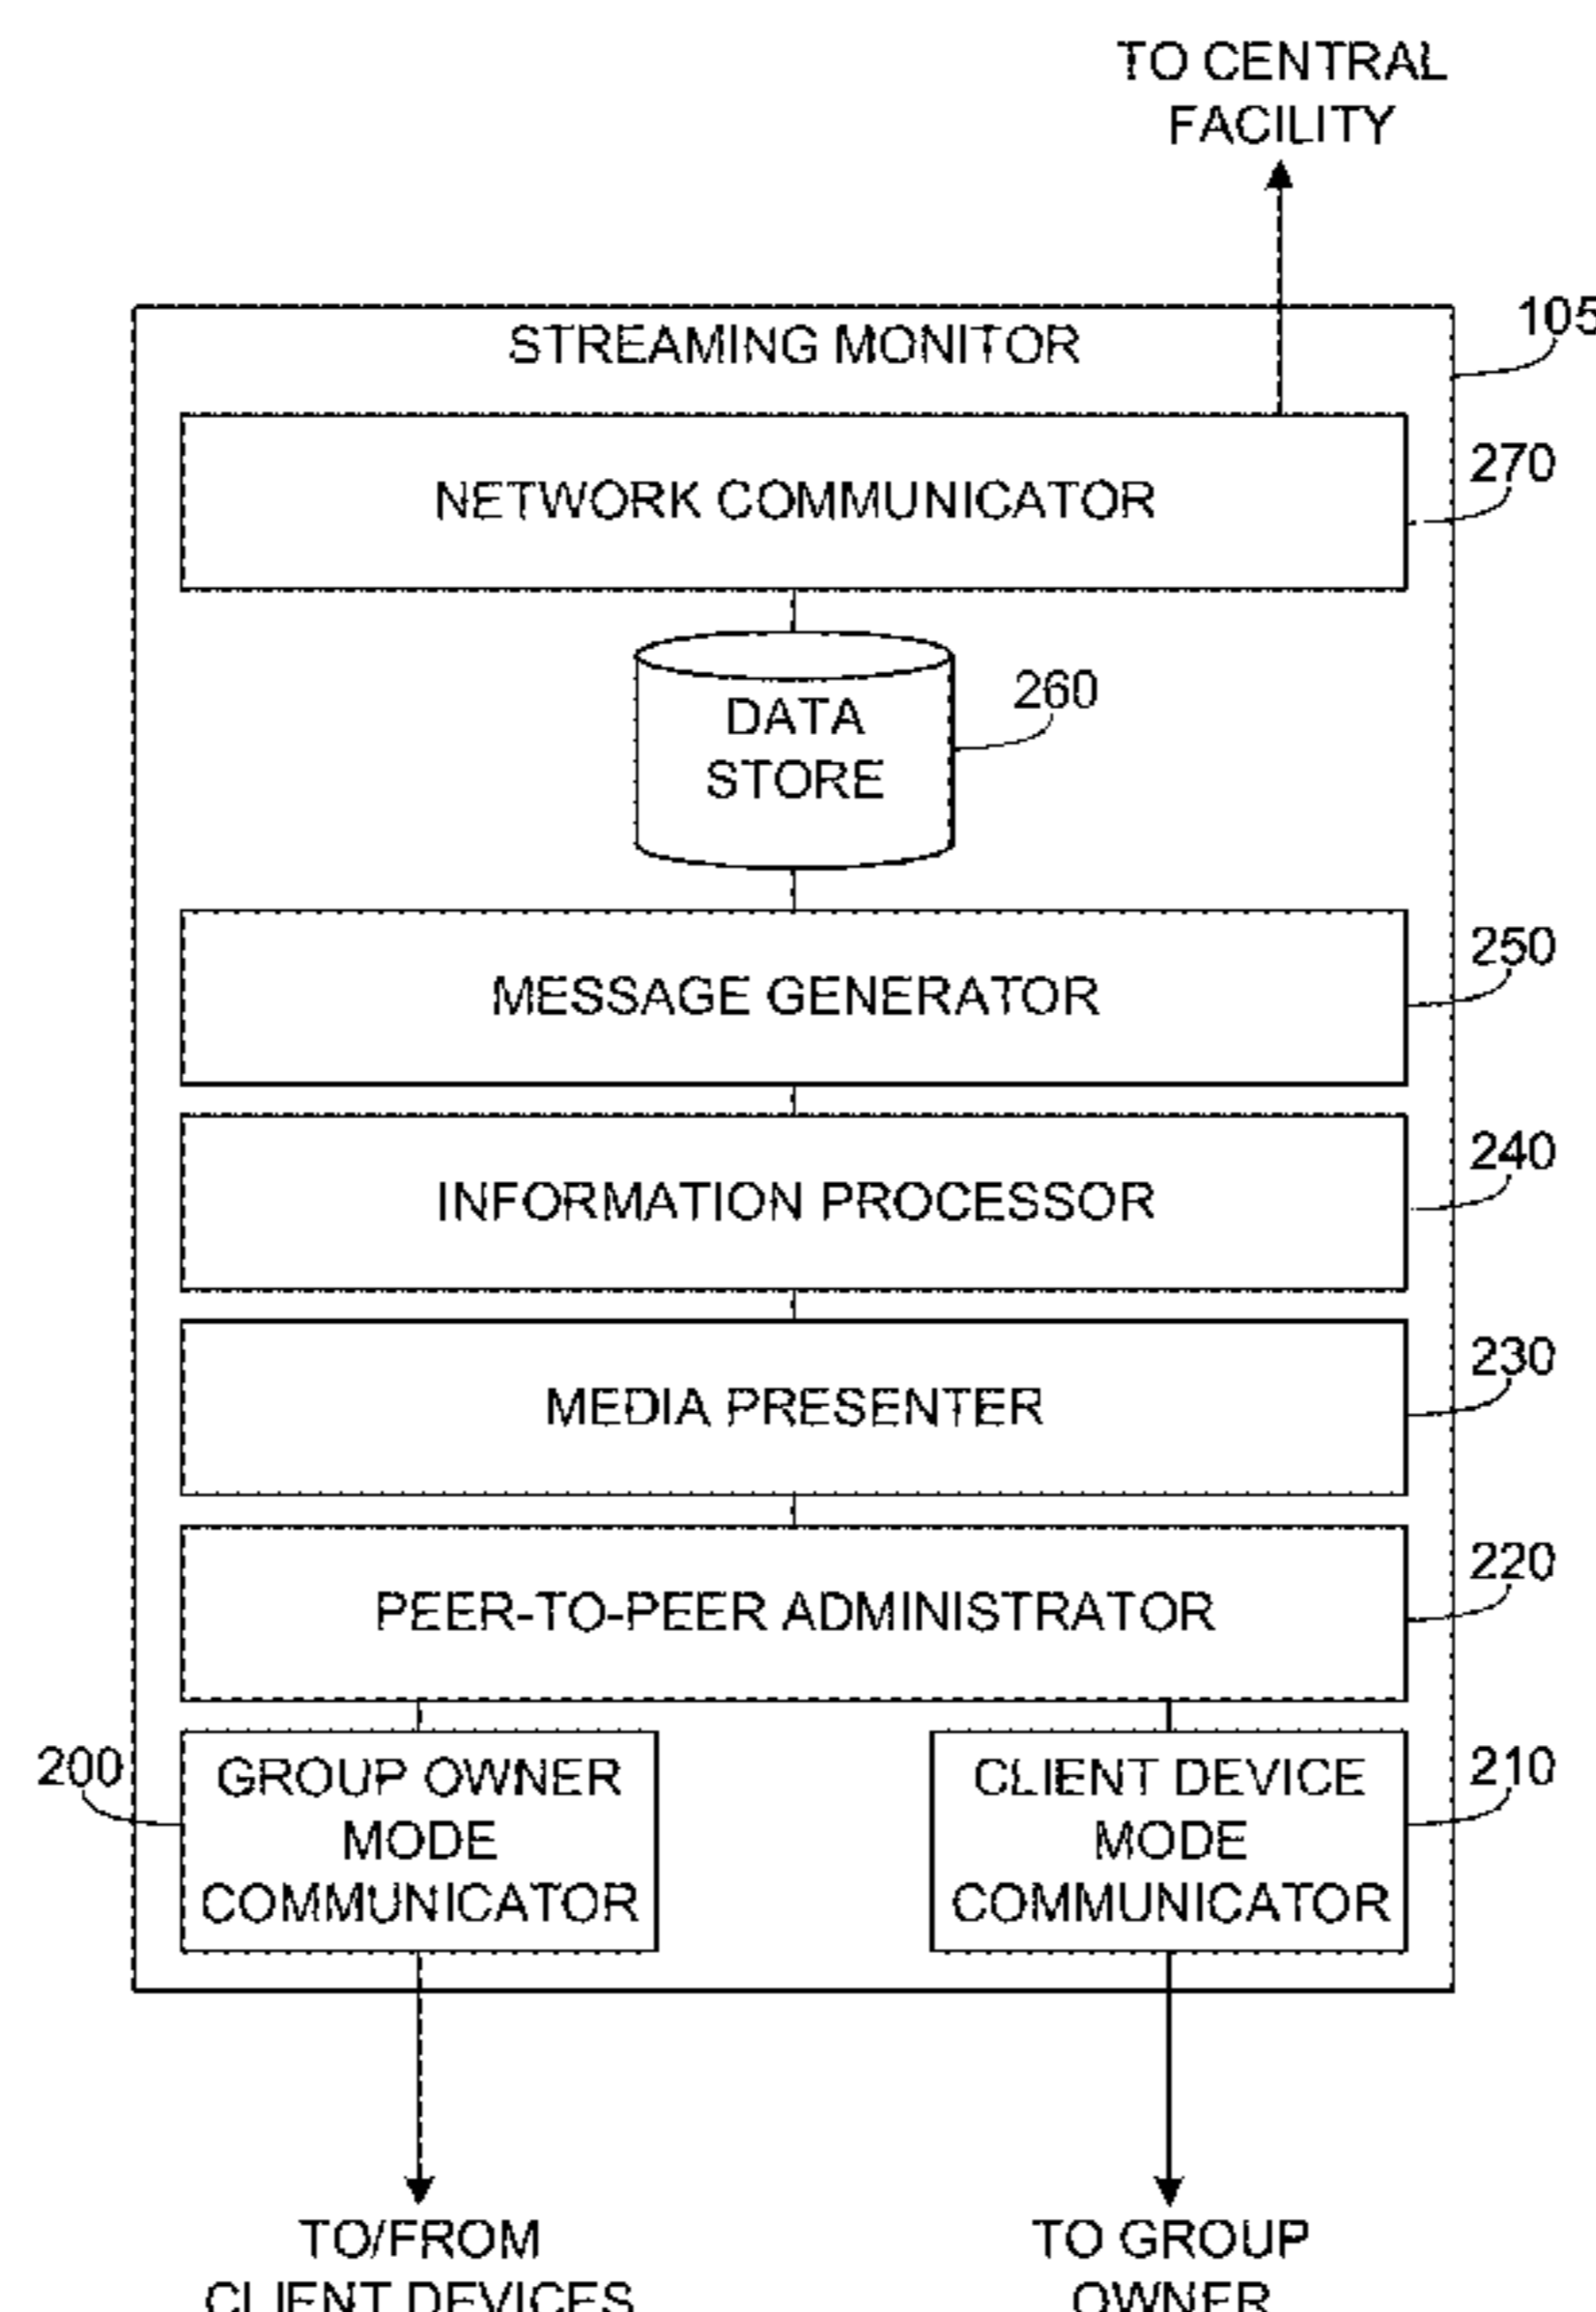 TO CENTRAL
FACILITY
105
STREAMING MONITOR
270
NETWORK COMMUNICATOR
260
DATA
STORE
250
MESSAGE GENERATOR
240
INFORMATION PROCESSOR
230
MEDIA PRESENTER
220
PEER-TO-PEER ADMINISTRATOR
200
GROUP OWNER
MODE
COMMUNICATOR
210
CLIENT DEVICE
MODE
COMMUNICATOR
TO/FROM
CLIENT DEVICES
TO GROUP
OWNER